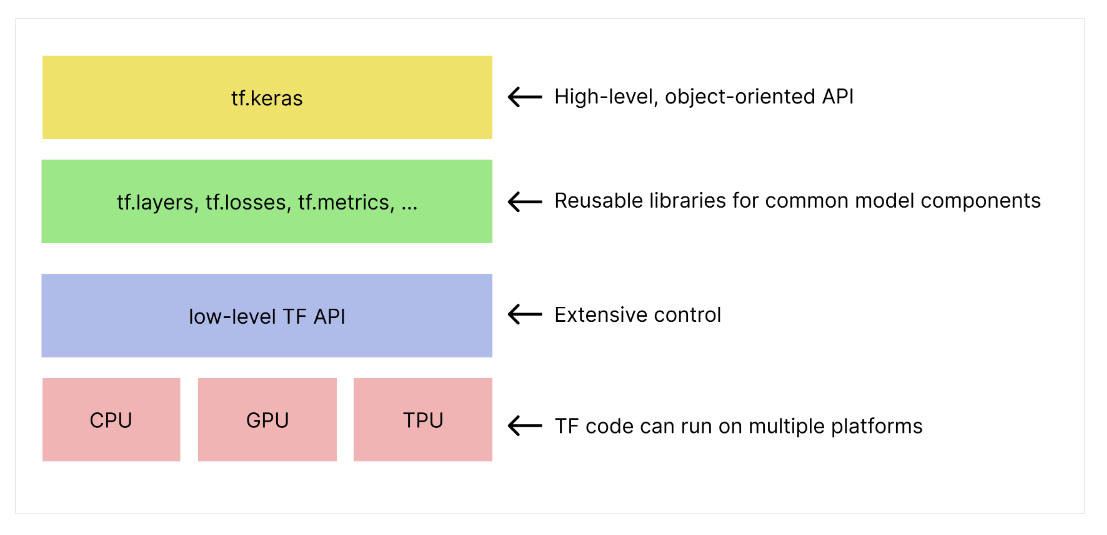 tf.keras
High-level, object-oriented API
tf.layers, tf.losses, tf.metrics, ...
Reusable libraries for common model components
low-level TF API
Extensive control
CPU
GPU
TPU
TF code can run on multiple platforms